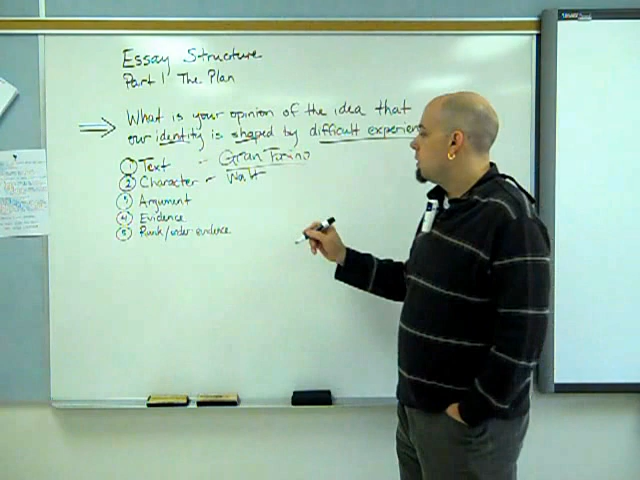 Essay Structure
Part 1 The Plan
What is your opinion of the idea that
our identity is shaped by difficult experien
1 Text - Gran Torino
2 Character - Walt
3 Argument
4 Evidence
5 Rank/order evidence